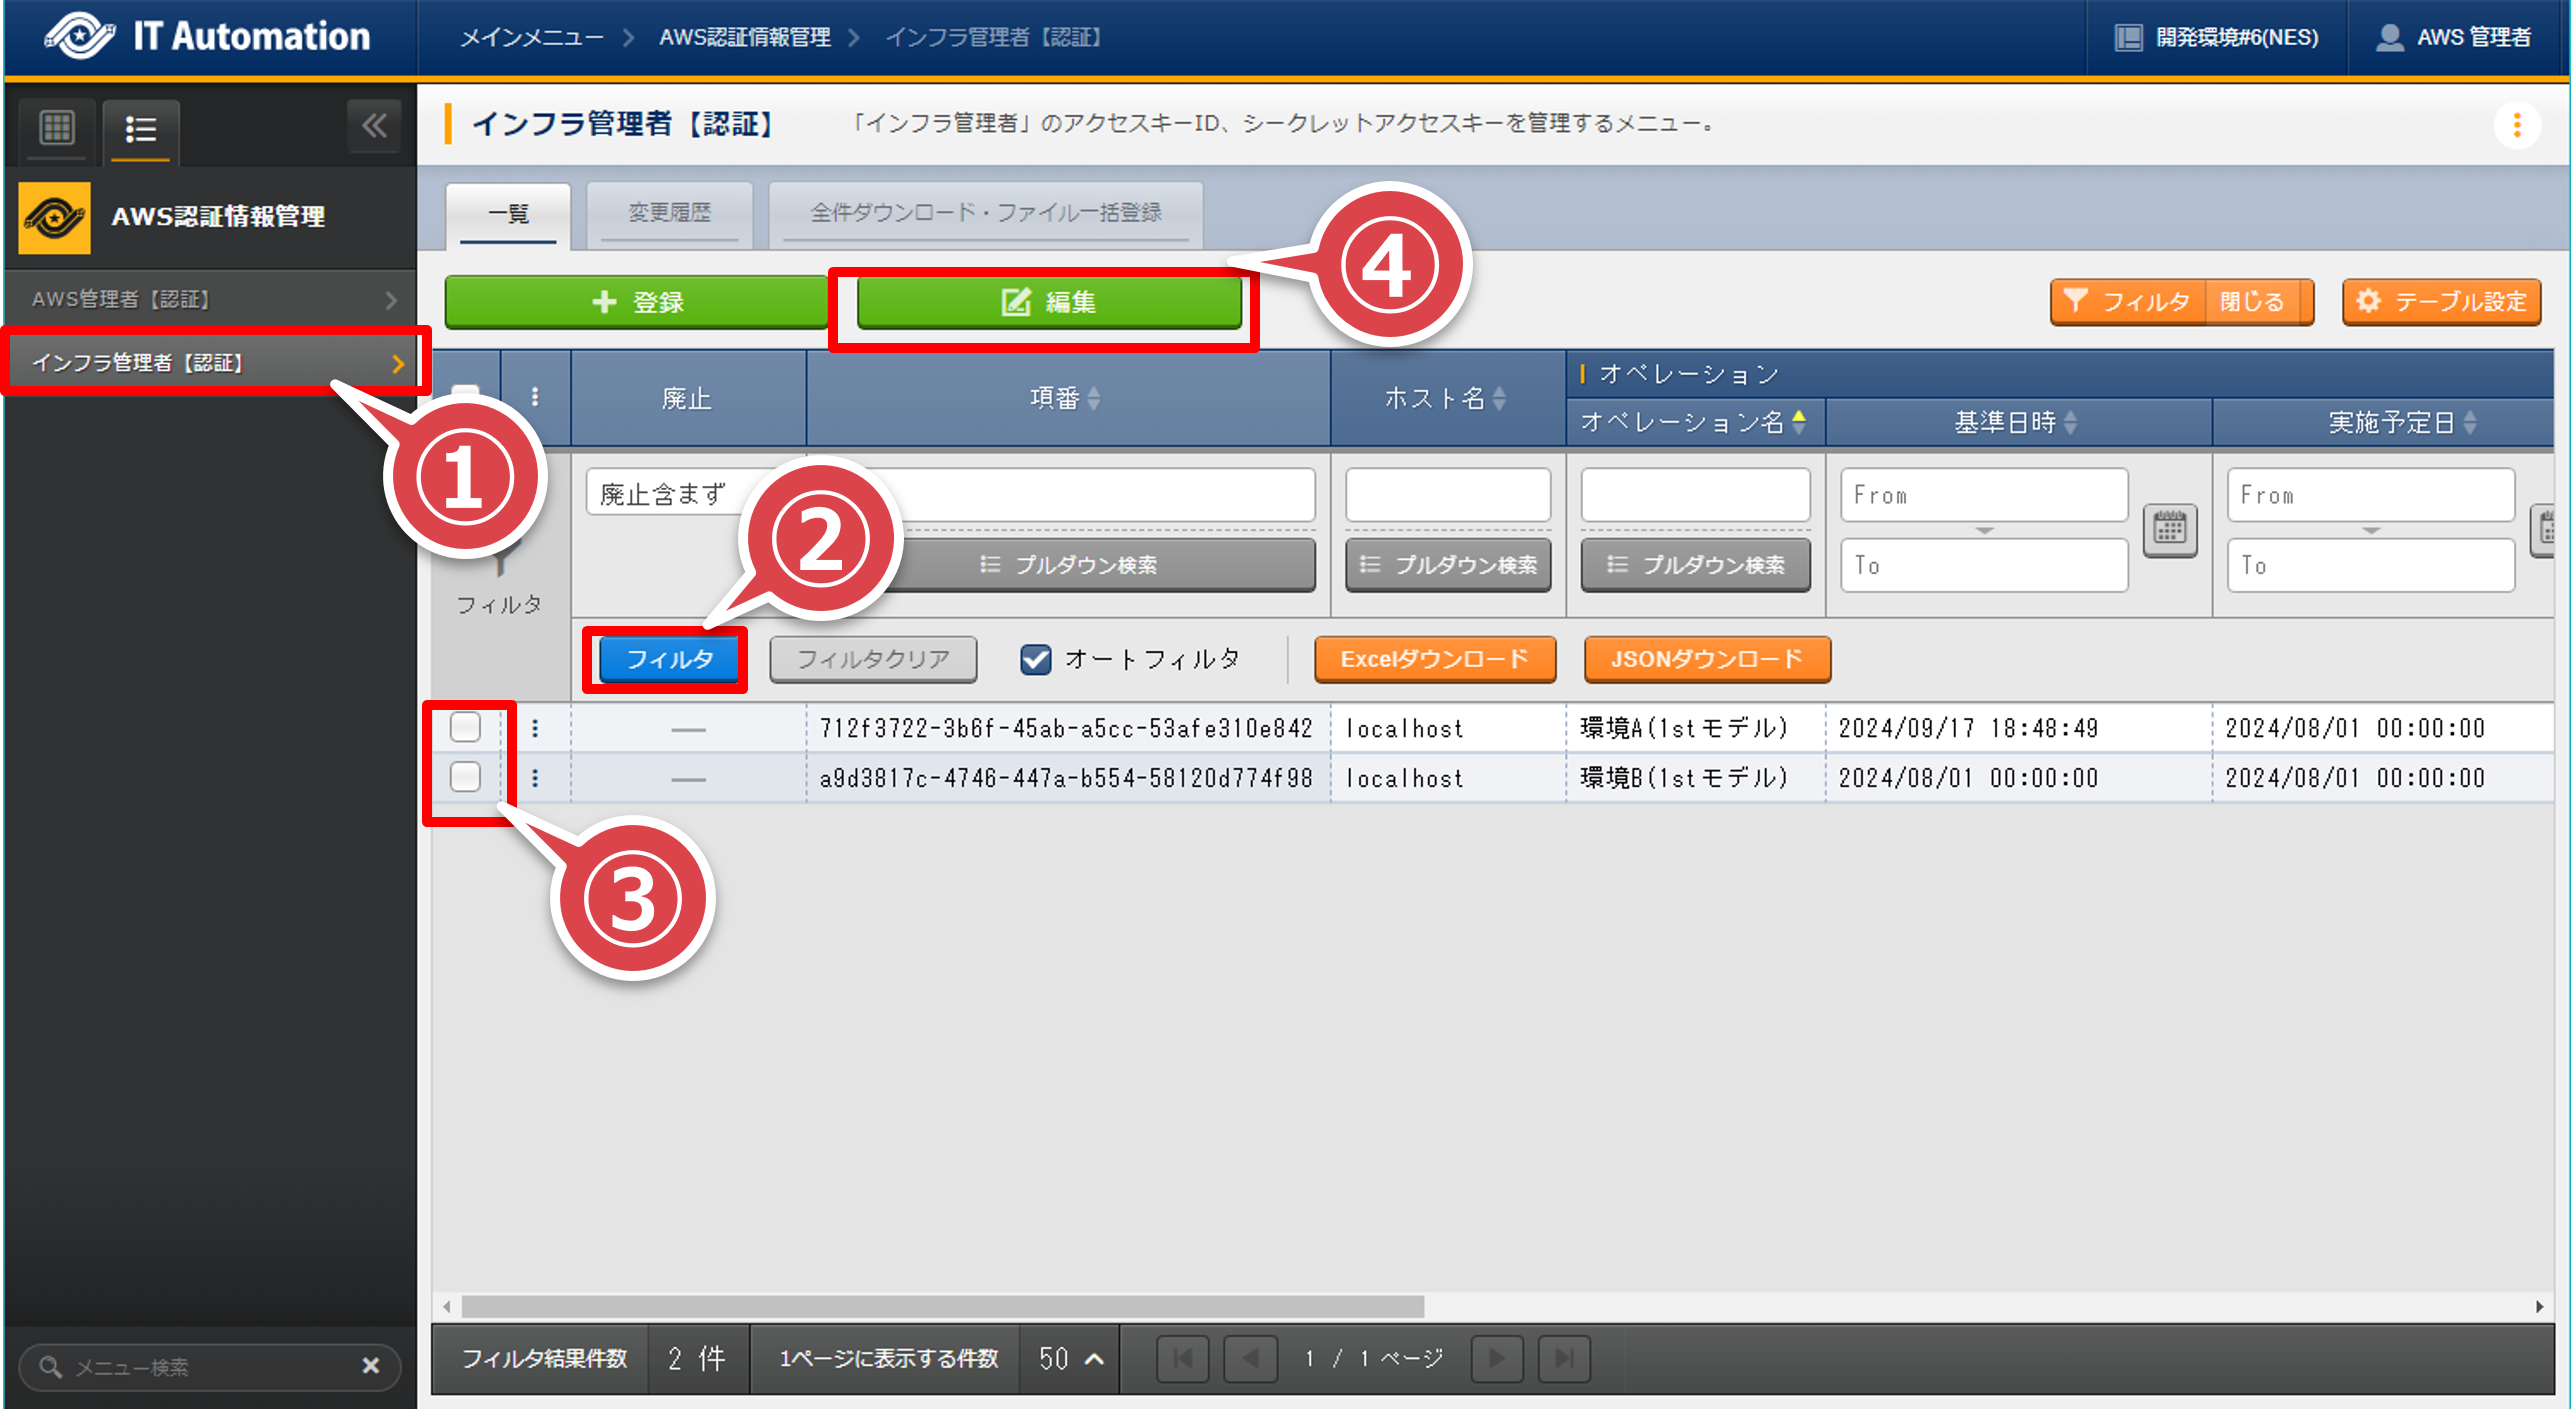 IT Automation
メインメニュー > AWS認証情報管理 > インフラ管理者【認証】
開発環境#6(NES)
AWS 管理者
AWS認証情報管理
AWS管理者【認証】
インフラ管理者【認証】
インフラ管理者【認証】
「インフラ管理者」のアクセスキーID、シークレットアクセスキーを管理するメニュー。
一覧 変更履歴 全件ダウンロード・ファイル一括登録
登録 編集 フィルタ 閉じる テーブル設定
① ② ③ ④
廃止 項番 ホスト名 オペレーション
オペレーション名 基準日時 実施予定日
フィルタ
廃止含まず From From
プルダウン検索 プルダウン検索 プルダウン検索 To To
フィルタ フィルタクリア オートフィルタ Excelダウンロード JSONダウンロード
— 712f3722-3b6f-45ab-a5cc-53afe310e842 localhost 環境A(1stモデル) 2024/09/17 18:48:49 2024/08/01 00:00:00
— a9d3817c-4746-447a-b554-58120d774f98 localhost 環境B(1stモデル) 2024/08/01 00:00:00 2024/08/01 00:00:00
メニュー検索
フィルタ結果件数 2 件 1ページに表示する件数 50 1 / 1 ページ